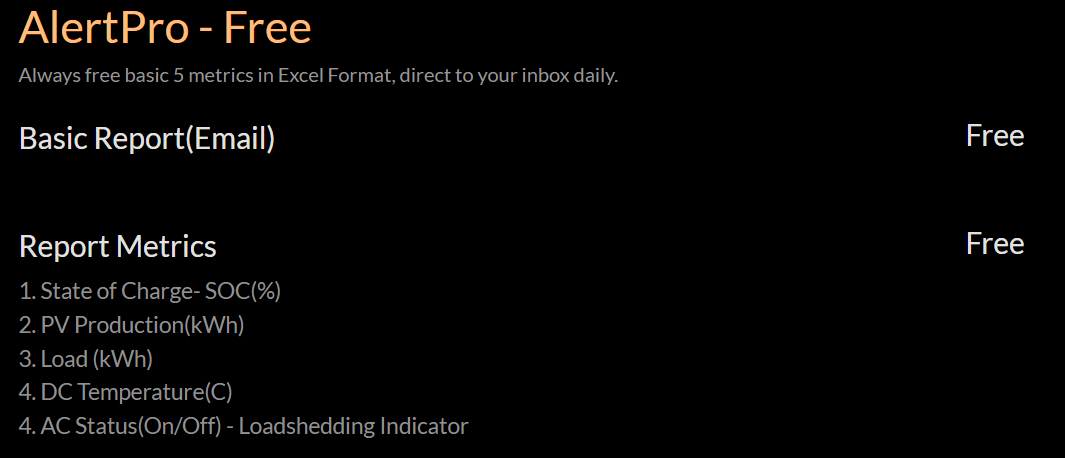 AlertPro - Free
Always free basic 5 metrics in Excel Format, direct to your inbox daily.
Basic Report(Email) Free
Report Metrics Free
1. State of Charge- SOC(%)
2. PV Production(kWh)
3. Load (kWh)
4. DC Temperature(C)
4. AC Status(On/Off) - Loadshedding Indicator